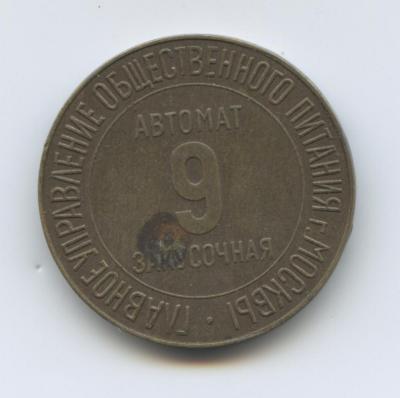 ГЛАВНОЕ УПРАВЛЕНИЕ ОБЩЕСТВЕННОГО ПИТАНИЯ г. МОСКВЫ •
АВТОМАТ
9
ЗАКУСОЧНАЯ